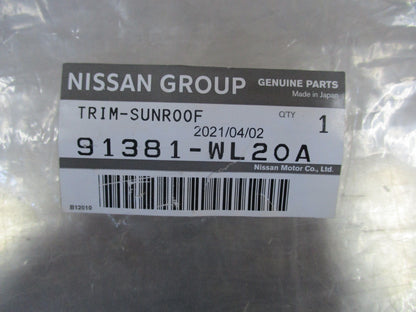 NISSAN GROUP GENUINE PARTS
Made in Japan
TRIM-SUNROOF QTY 1
2021/04/02
91381-WL20A
Nissan Motor Co., Ltd.
B12010